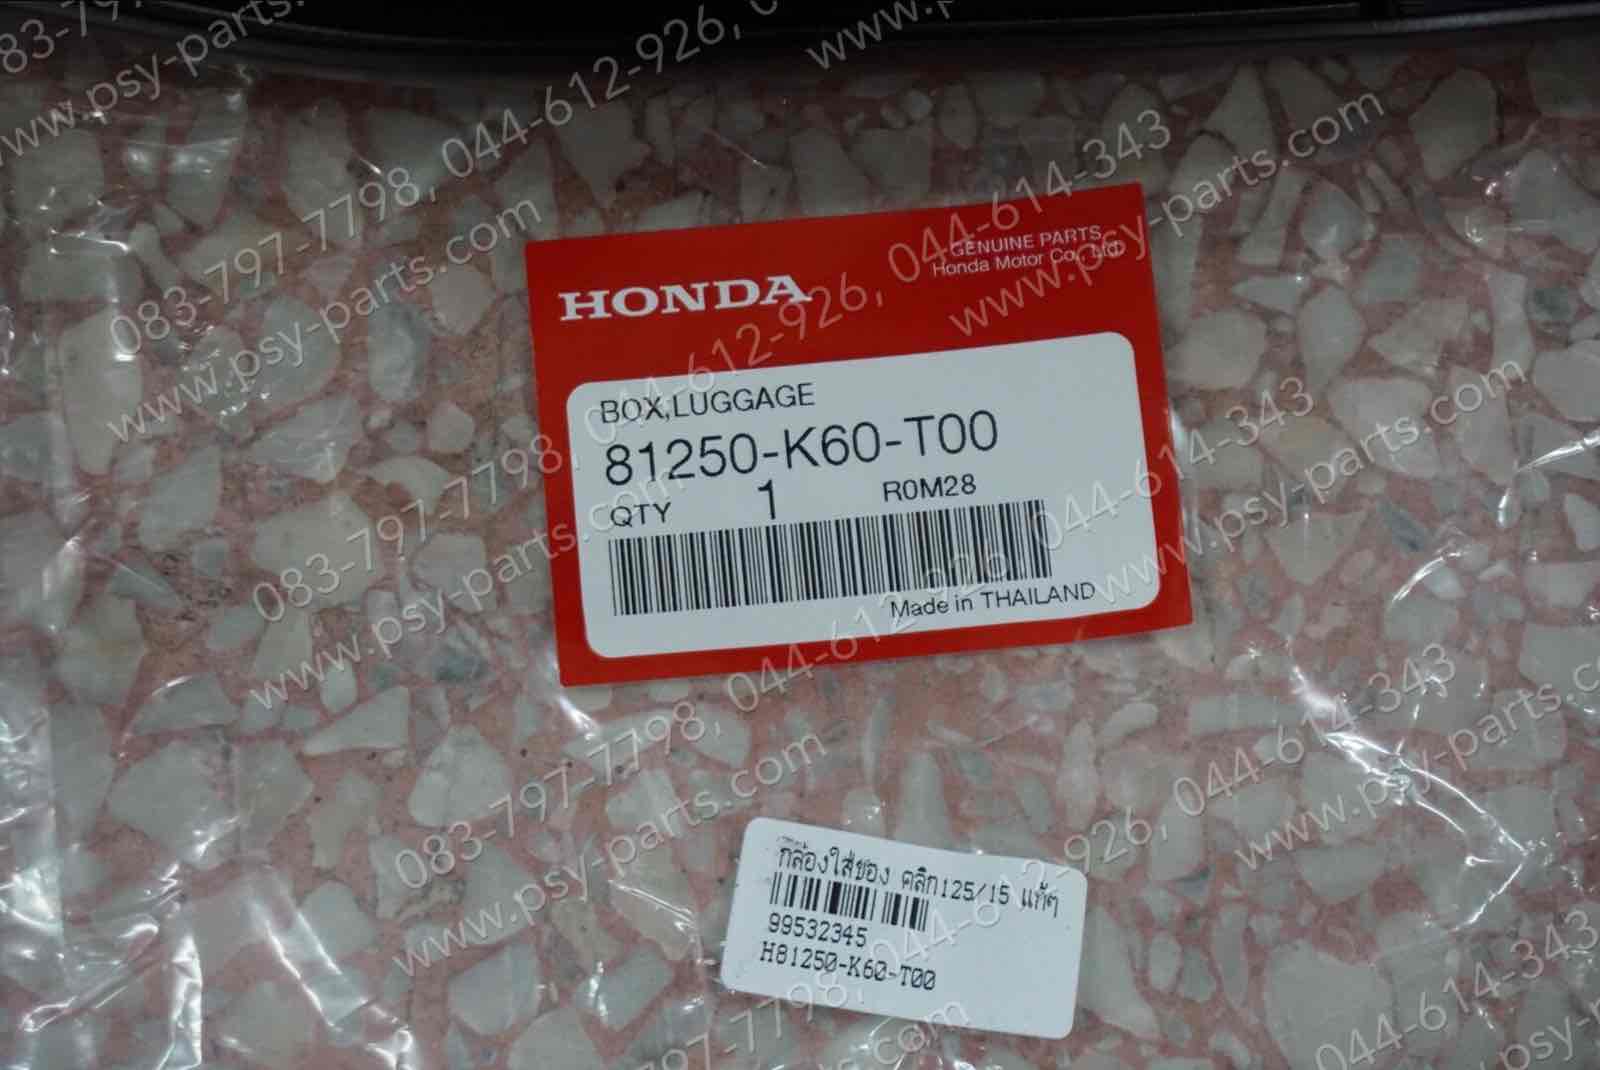 HONDA
GENUINE PARTS
Honda Motor Co., Ltd.
BOX,LUGGAGE
81250-K60-T00
QTY 1 R0M28
Made in THAILAND
กล้องใส่ของ คลิก125/15 แท้ๆ
99532345
H81250-K60-T00
083-797-7798, 044-612-926, 044-614-343
www.psy-parts.com